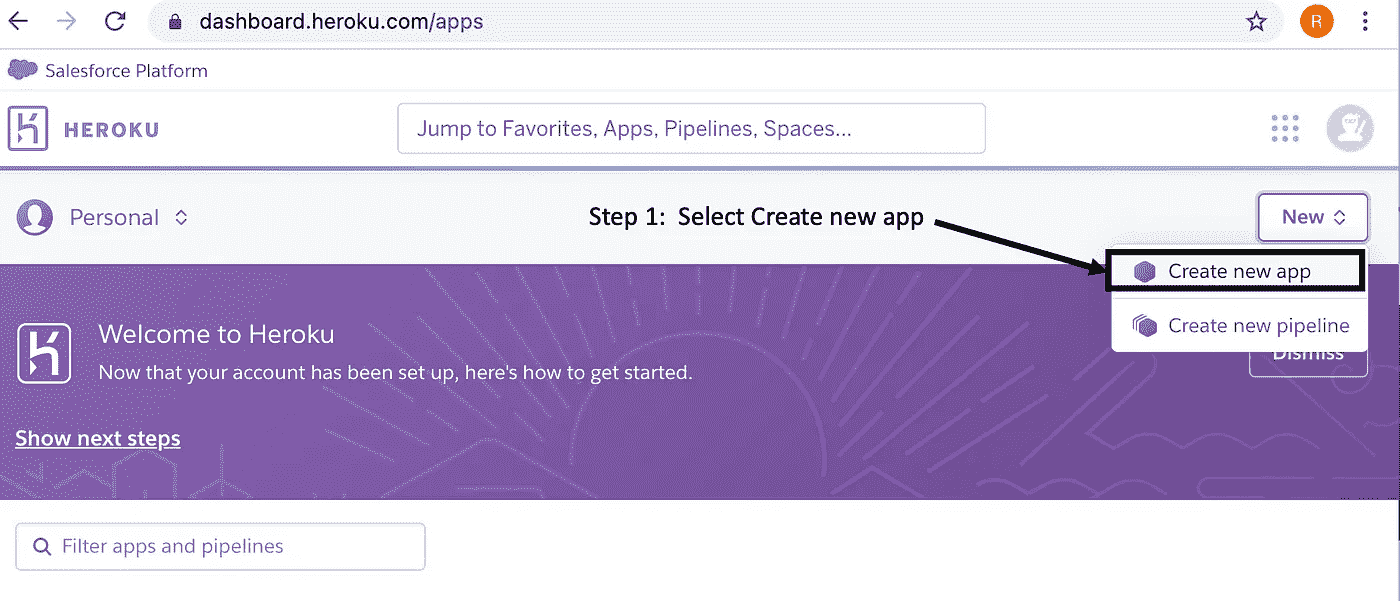 dashboard.heroku.com/apps
R
Salesforce Platform
HEROKU
Jump to Favorites, Apps, Pipelines, Spaces...
Personal
Step 1: Select Create new app
New
Create new app
Create new pipeline
Dismiss
Welcome to Heroku
Now that your account has been set up, here's how to get started.
Show next steps
Filter apps and pipelines